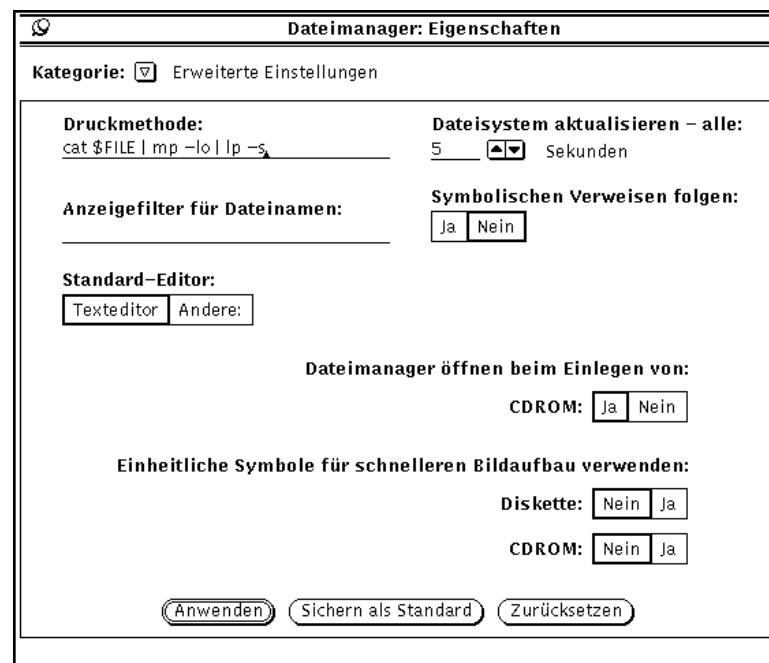 Dateimanager: Eigenschaften
Kategorie: Erweiterte Einstellungen
Druckmethode:
cat $FILE | mp –lo | lp –s
Dateisystem aktualisieren – alle:
5 Sekunden
Anzeigefilter für Dateinamen:
Symbolischen Verweisen folgen:
Ja Nein
Standard–Editor:
Texteditor Andere:
Dateimanager öffnen beim Einlegen von:
CDROM: Ja Nein
Einheitliche Symbole für schnelleren Bildaufbau verwenden:
Diskette: Nein Ja
CDROM: Nein Ja
Anwenden Sichern als Standard Zurücksetzen